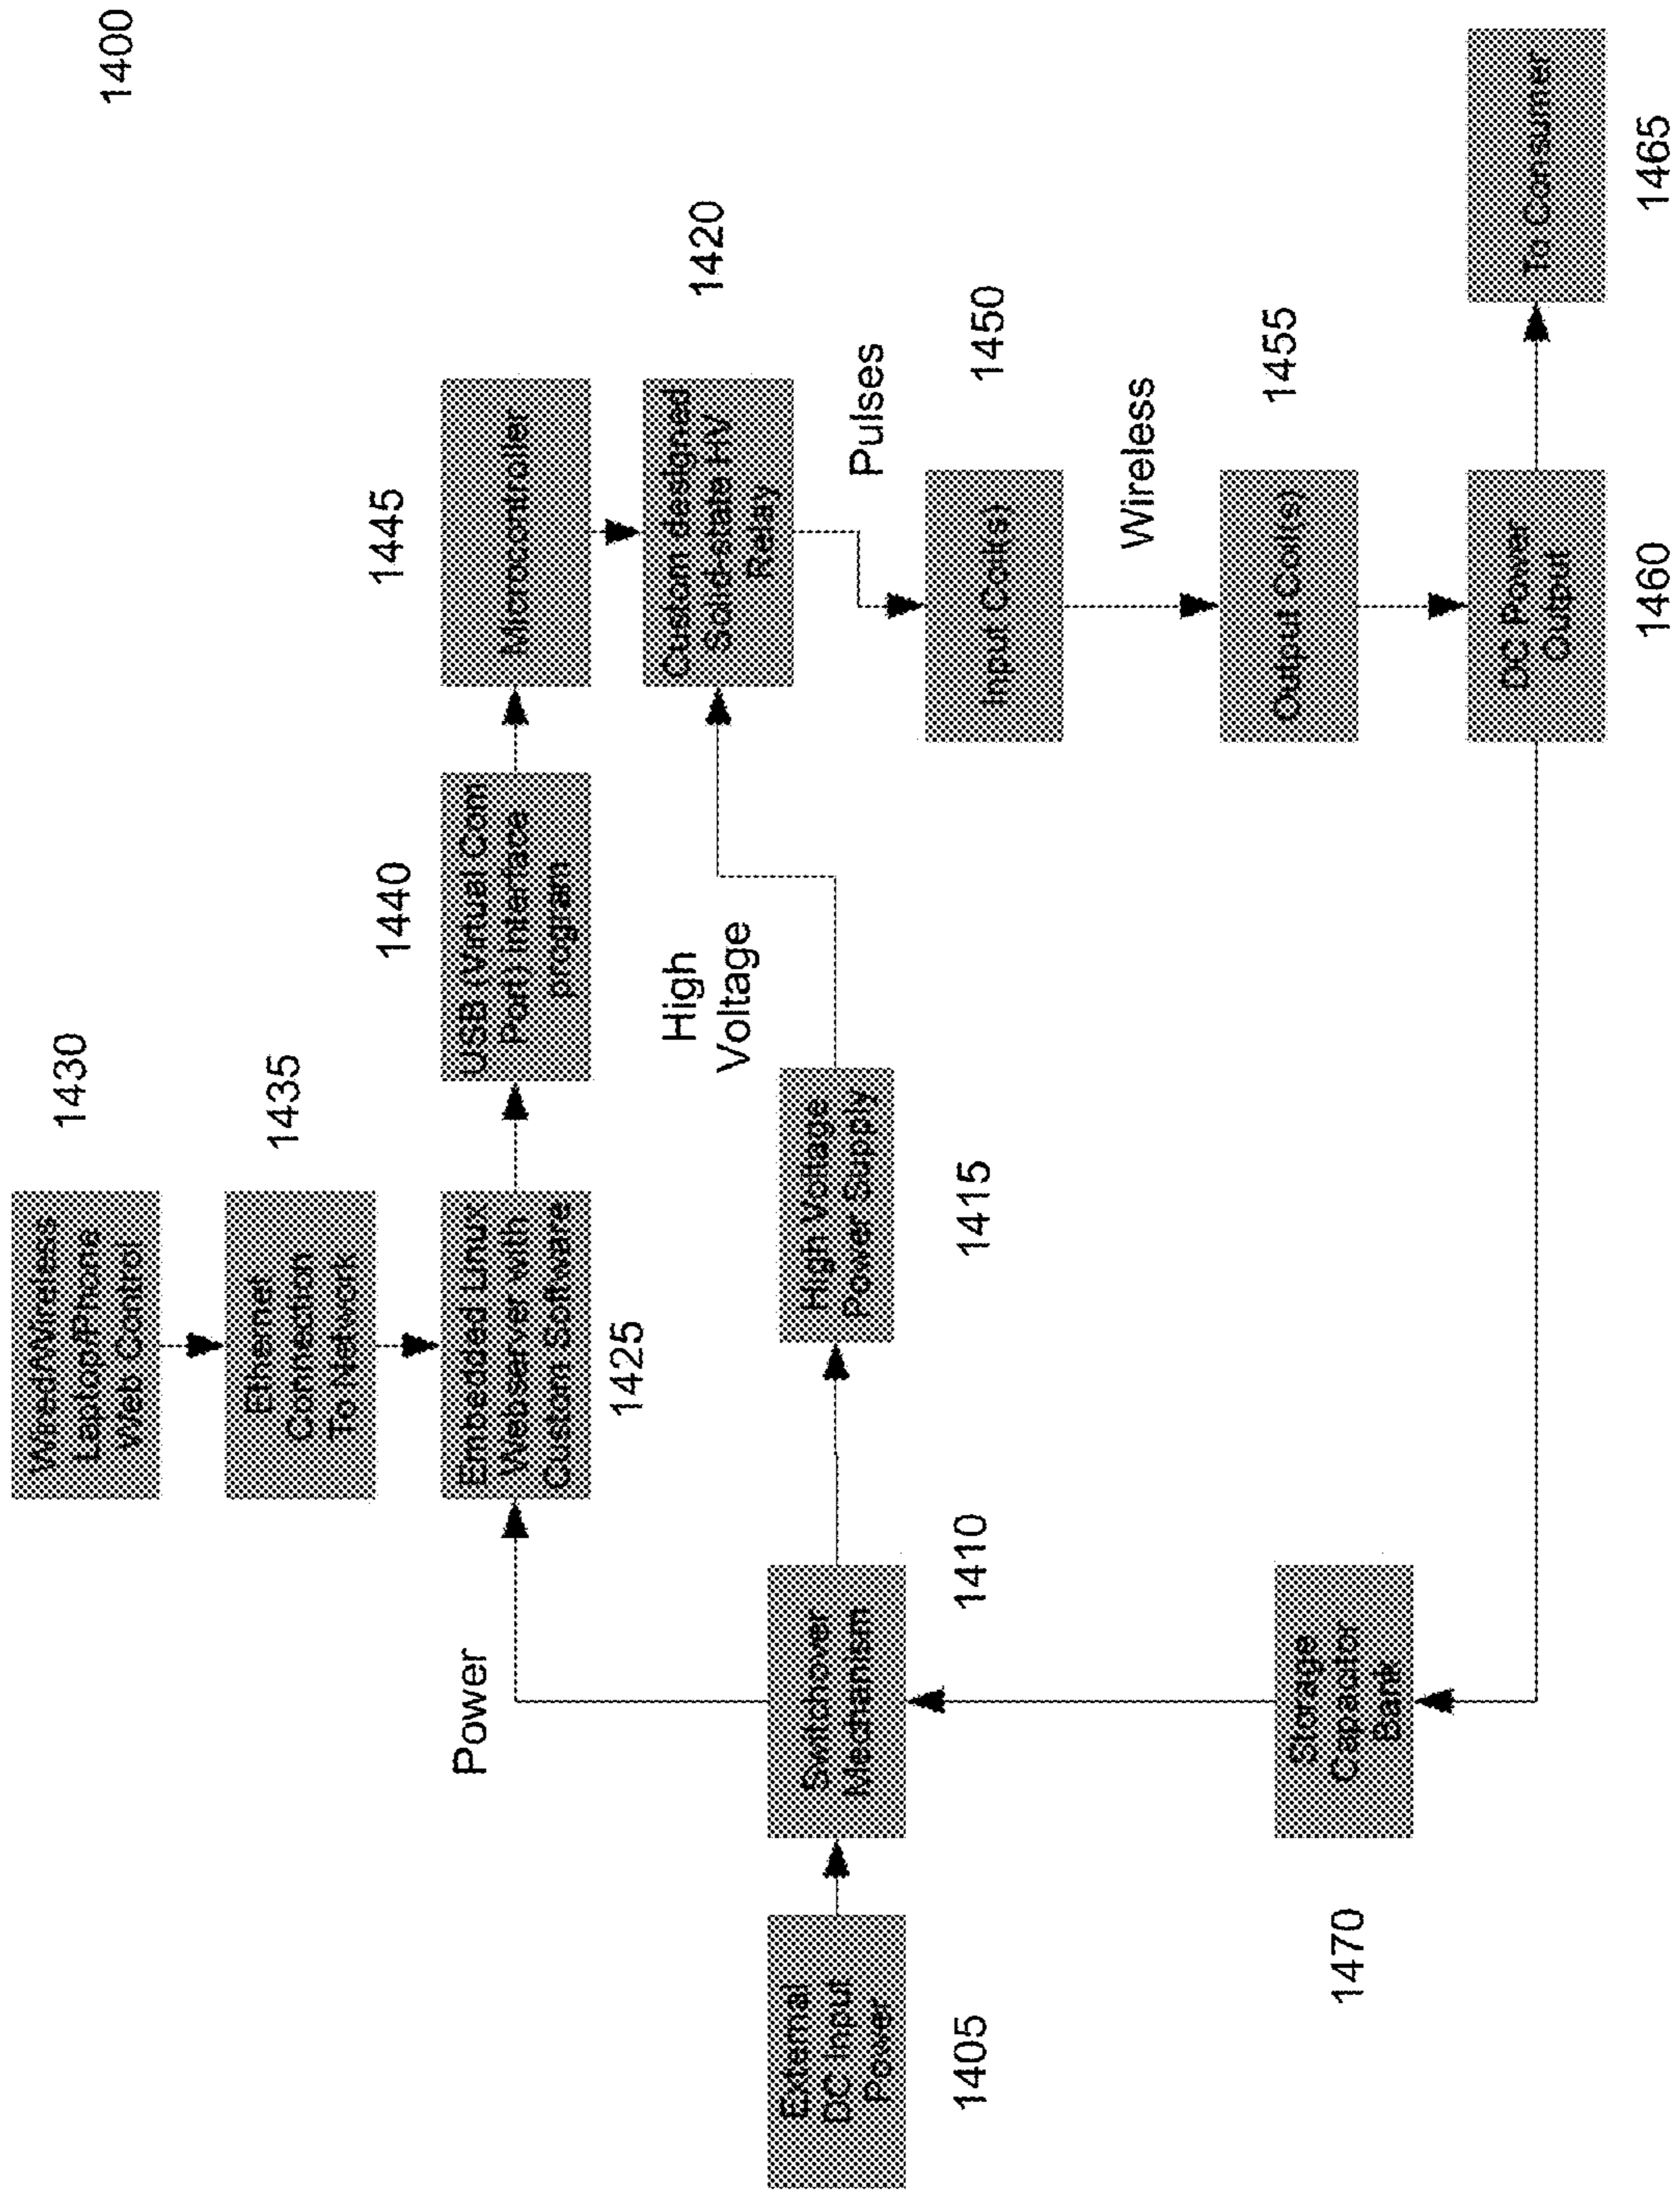 1400
Wired/Wireless
Laptop/Phone
Web Control
1430
Ethernet
Connection
To Network
1435
Embedded Linux
Webserver with
Custom Software
1425
USB (Virtual Com
Port) Interface
program
1440
Microcontroller
1445
Custom designed
Solid-state HV
Relay
1420
Power
High
Voltage
External
DC Input
Power
1405
Switchover
Mechanism
1410
High Voltage
Power Supply
1415
Pulses
Input Coil(s)
1450
Wireless
Output Coil(s)
1455
Storage
Capacitor
Bank
1470
DC Power
Output
1460
To Consumer
1465